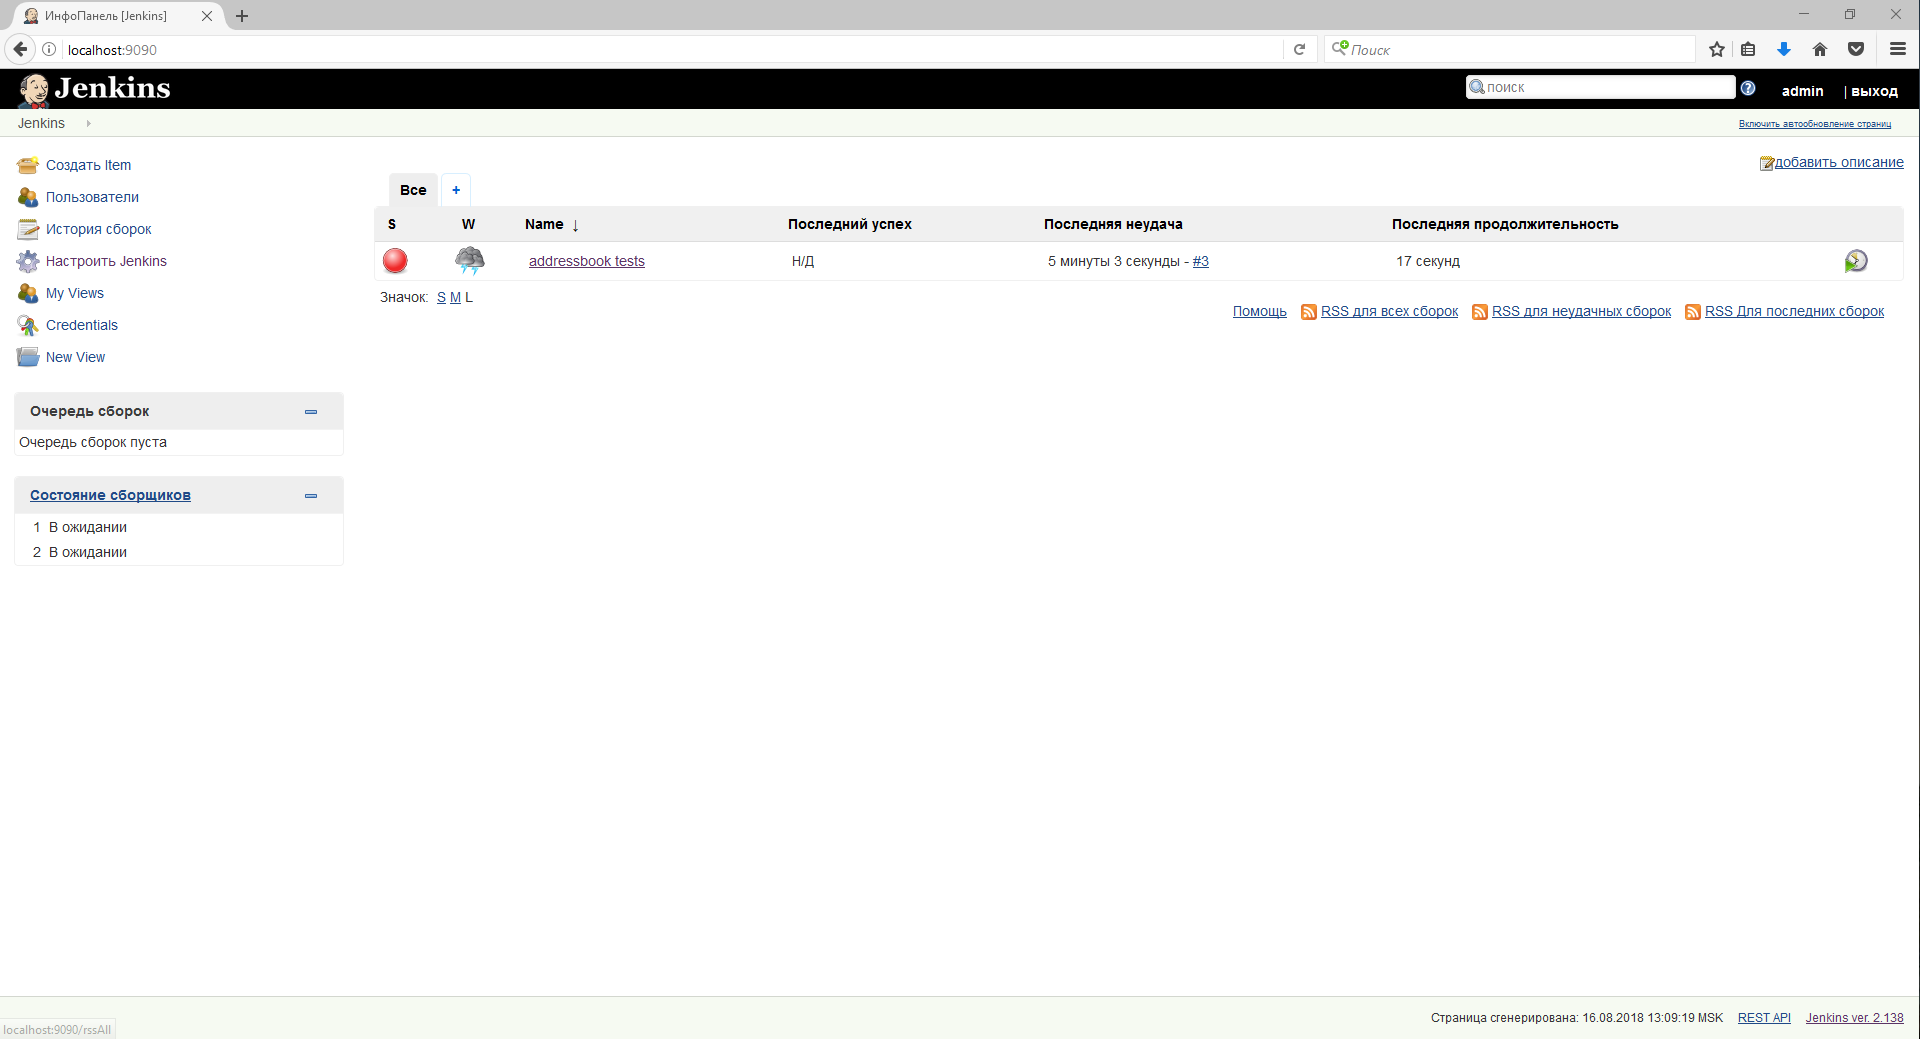 ИнфоПанель [Jenkins]
localhost:9090
Поиск
Jenkins
поиск
admin | выход
Jenkins
Включить автообновление страниц
Создать Item
Пользователи
История сборок
Настроить Jenkins
My Views
Credentials
New View
Очередь сборок
Очередь сборок пуста
Состояние сборщиков
1 В ожидании
2 В ожидании
добавить описание
Все +
S W Name ↓ Последний успех Последняя неудача Последняя продолжительность
addressbook tests Н/Д 5 минуты 3 секунды - #3 17 секунд
Значок: S M L
Помощь RSS для всех сборок RSS для неудачных сборок RSS Для последних сборок
Страница сгенерирована: 16.08.2018 13:09:19 MSK REST API Jenkins ver. 2.138
localhost:9090/rssAll